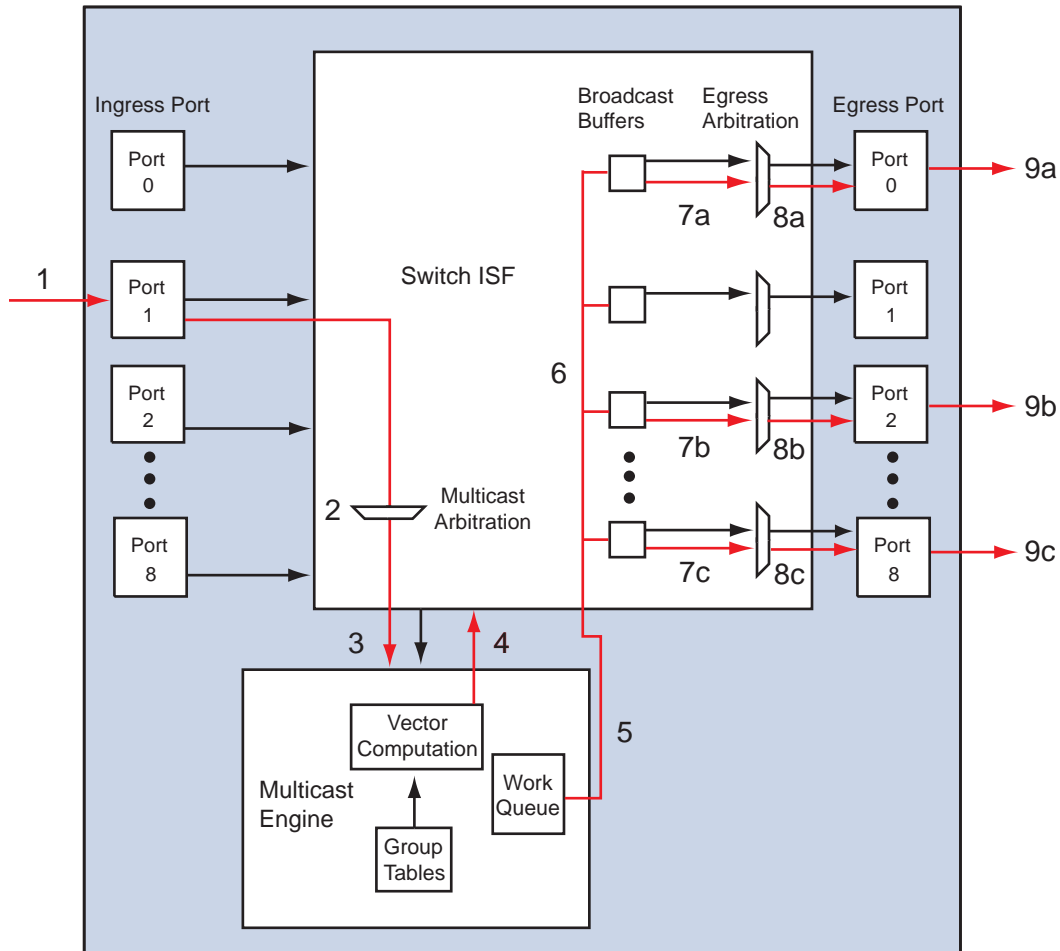 Ingress Port
Broadcast
Buffers
Egress
Arbitration
Egress Port
Port
0
7a
8a
Port
0
9a
1
Port
1
Switch ISF
Port
1
6
Port
2
7b
8b
Port
2
9b
2
Multicast
Arbitration
Port
8
7c
8c
Port
8
9c
3
4
5
Vector
Computation
Work
Queue
Multicast
Engine
Group
Tables